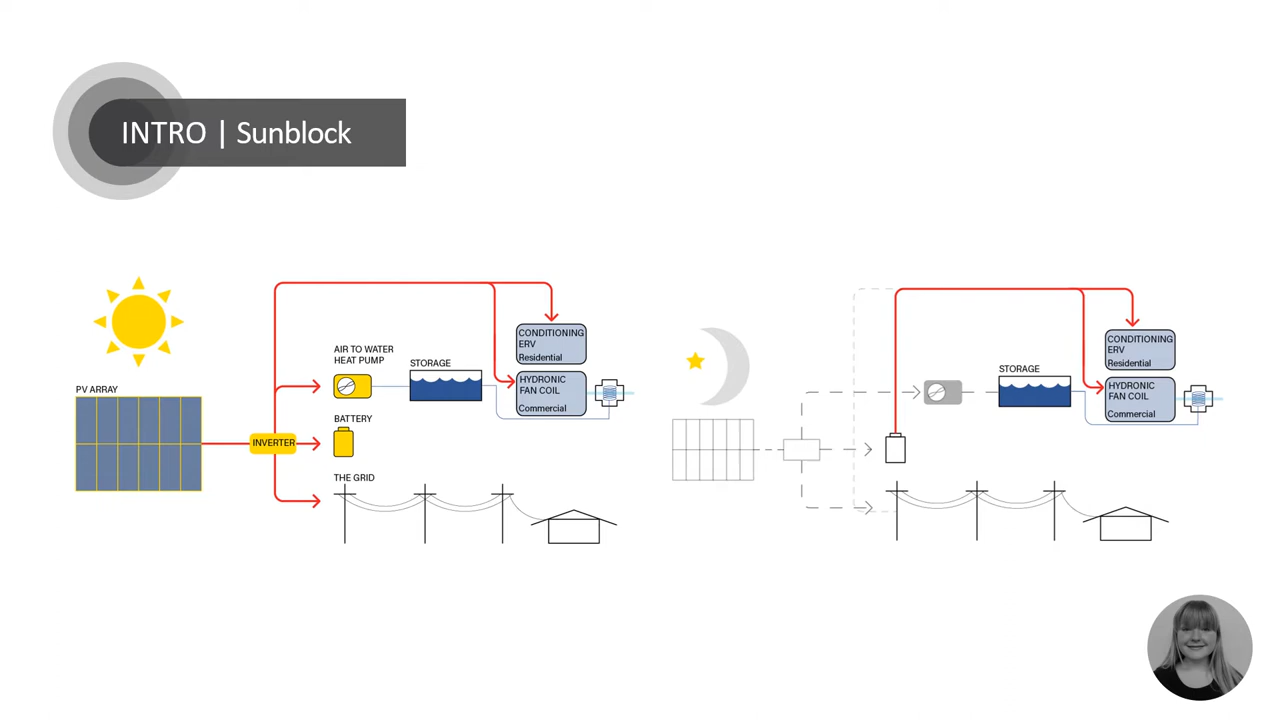 INTRO | Sunblock
PV ARRAY
INVERTER
AIR TO WATER
HEAT PUMP
STORAGE
BATTERY
THE GRID
CONDITIONING
ERV
Residential
HYDRONIC
FAN COIL
Commercial
STORAGE
CONDITIONING
ERV
Residential
HYDRONIC
FAN COIL
Commercial